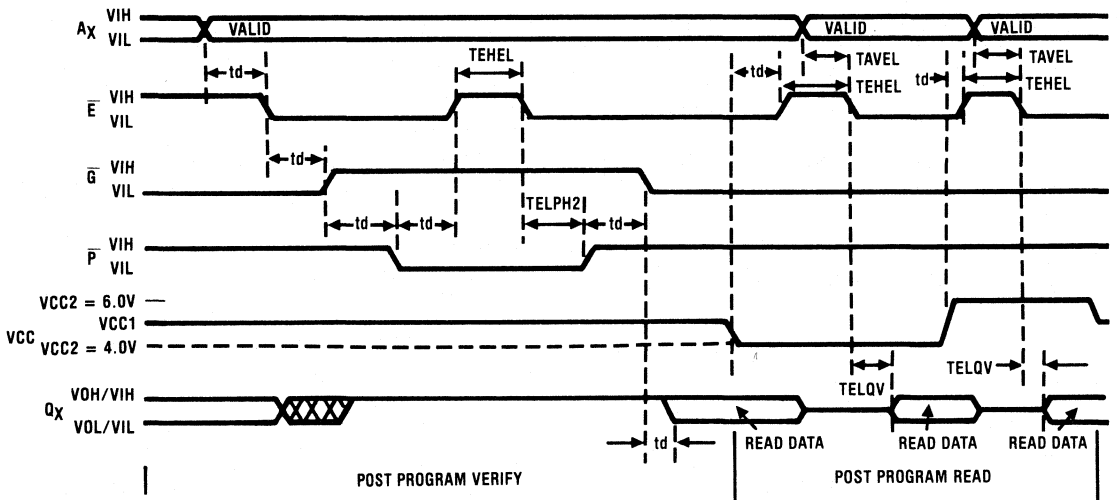 AX VIH VIL VALID VALID VALID
td TEHEL td TAVEL TEHEL td TAVEL TEHEL
E VIH VIL
td
G VIH VIL
td td TELPH2 td
P VIH VIL
VCC2 = 6.0V
VCC VCC1
VCC2 = 4.0V
TELQV TELQV
QX VOH/VIH VOL/VIL
td READ DATA READ DATA READ DATA
POST PROGRAM VERIFY POST PROGRAM READ